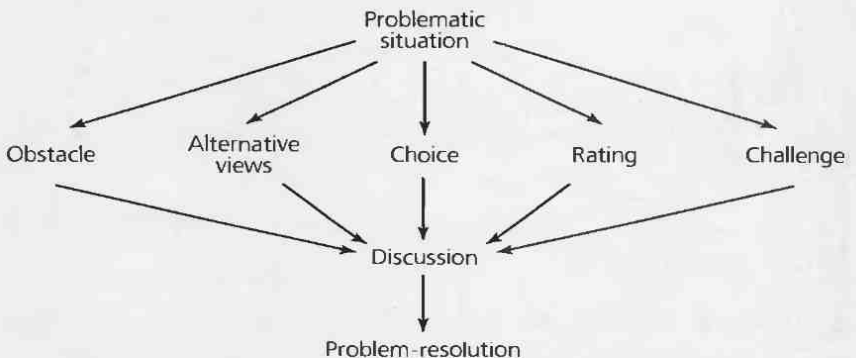 Problematic
situation
Obstacle
Alternative
views
Choice
Rating
Challenge
Discussion
Problem-resolution